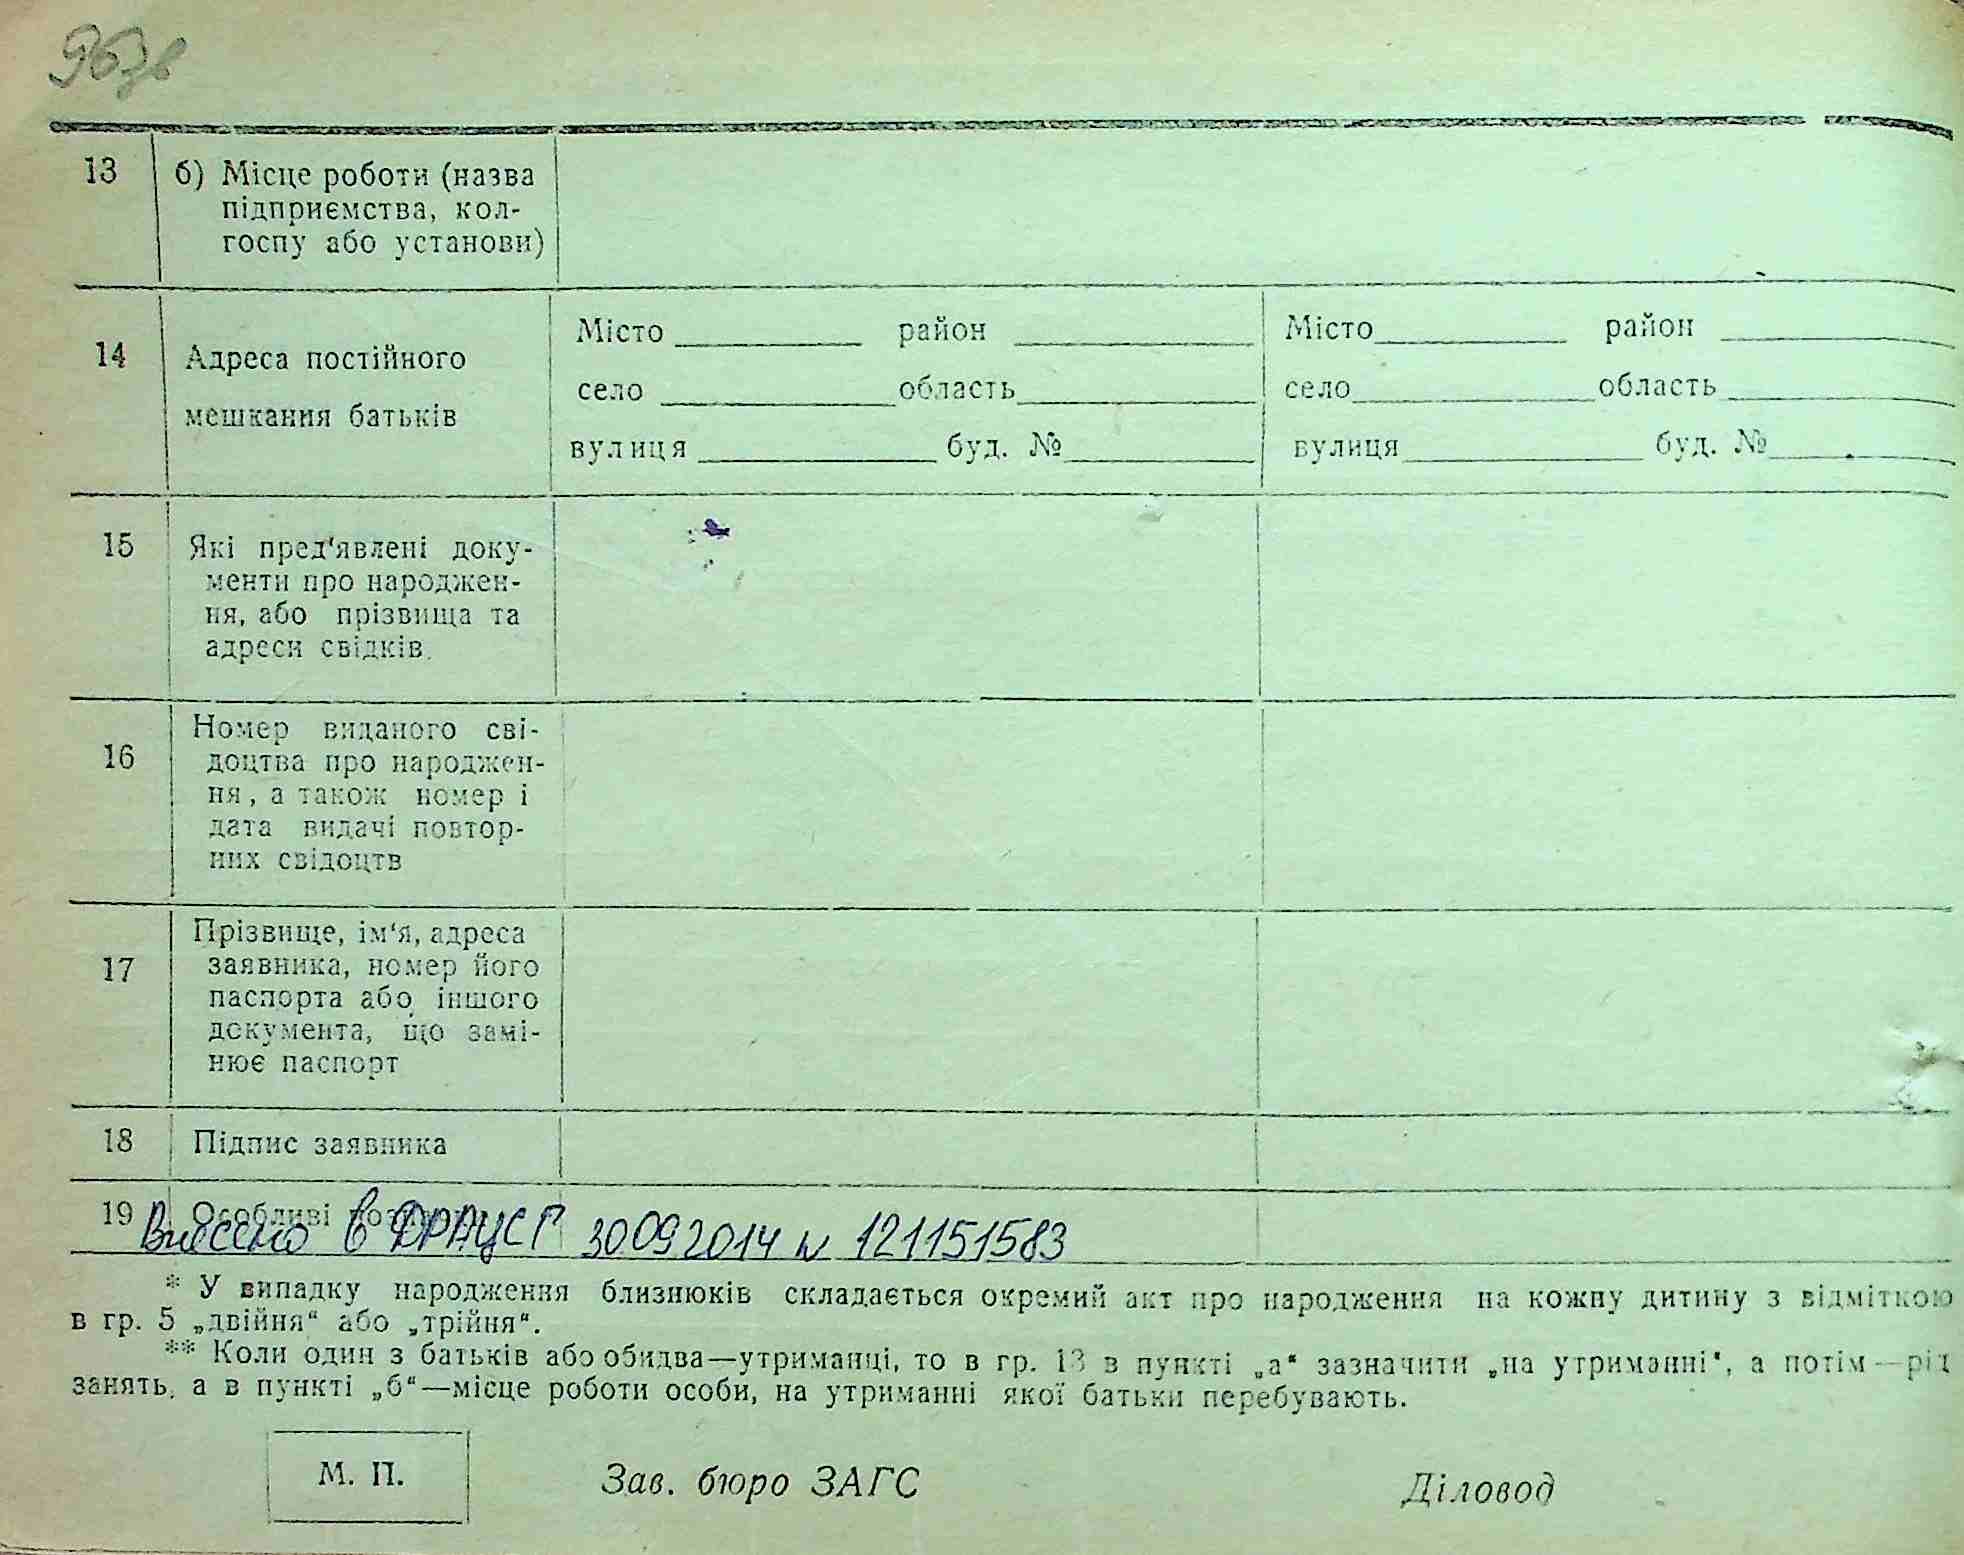 96зв
13 б) Місце роботи (назва
підприємства, кол-
госпу або установи)
14 Адреса постійного
мешкания батьків
Місто район
село область
вулиця буд. №
Місто район
село область
вулиця буд. №
15 Які пред'явлені доку-
менти про народжен-
ня, або прізвища та
адреси свідків.
16 Номер виданого сві-
доцтва про народжен-
ня, а також номер і
дата видачі повтор-
них свідоцтв
17 Прізвище, ім'я, адреса
заявника, номер його
паспорта або іншого
документа, що замі-
нює паспорт
18 Підпис заявника
19 Особливі
Внесено в ДРАЦСГ 30092014 № 121151583
* У випадку народження близнюків складається окремий акт про народження на кожну дитину з відміткою
в гр. 5 „двійня“ або „трійня“.
** Коли один з батьків або обидва—утриманці, то в гр. 13 в пункті „а“ зазначити „на утриманні“, а потім—рід
занять, а в пункті „б“—місце роботи особи, на утриманні якої батьки перебувають.
М. П. Зав. бюро ЗАГС Діловод